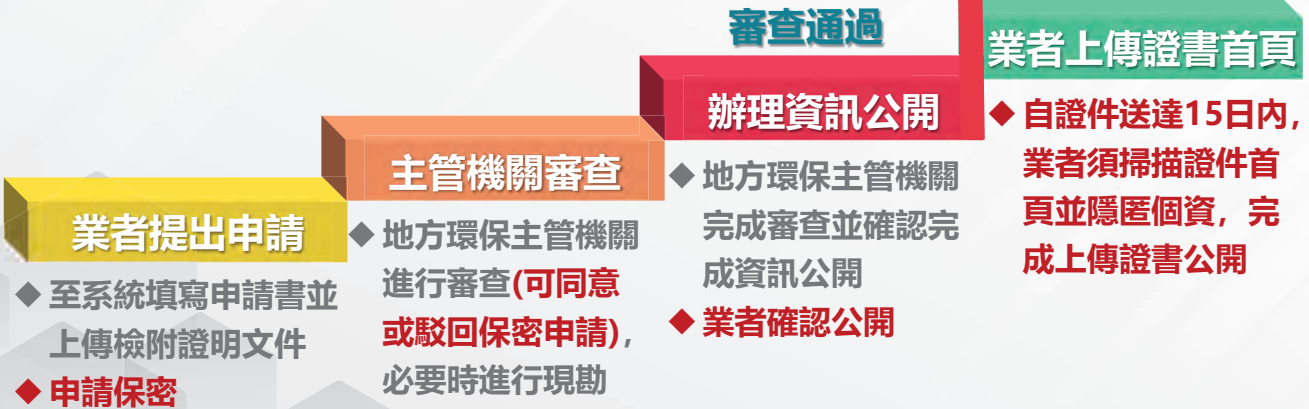 業者提出申請
◆ 至系統填寫申請書並
上傳檢附證明文件
◆ 申請保密
主管機關審查
◆ 地方環保主管機關
進行審查(可同意
或駁回保密申請),
必要時進行現勘
審查通過
辦理資訊公開
◆ 地方環保主管機關
完成審查並確認完
成資訊公開
◆ 業者確認公開
業者上傳證書首頁
◆ 自證件送達15日內,
業者須掃描證件首
頁並隱匿個資,完
成上傳證書公開